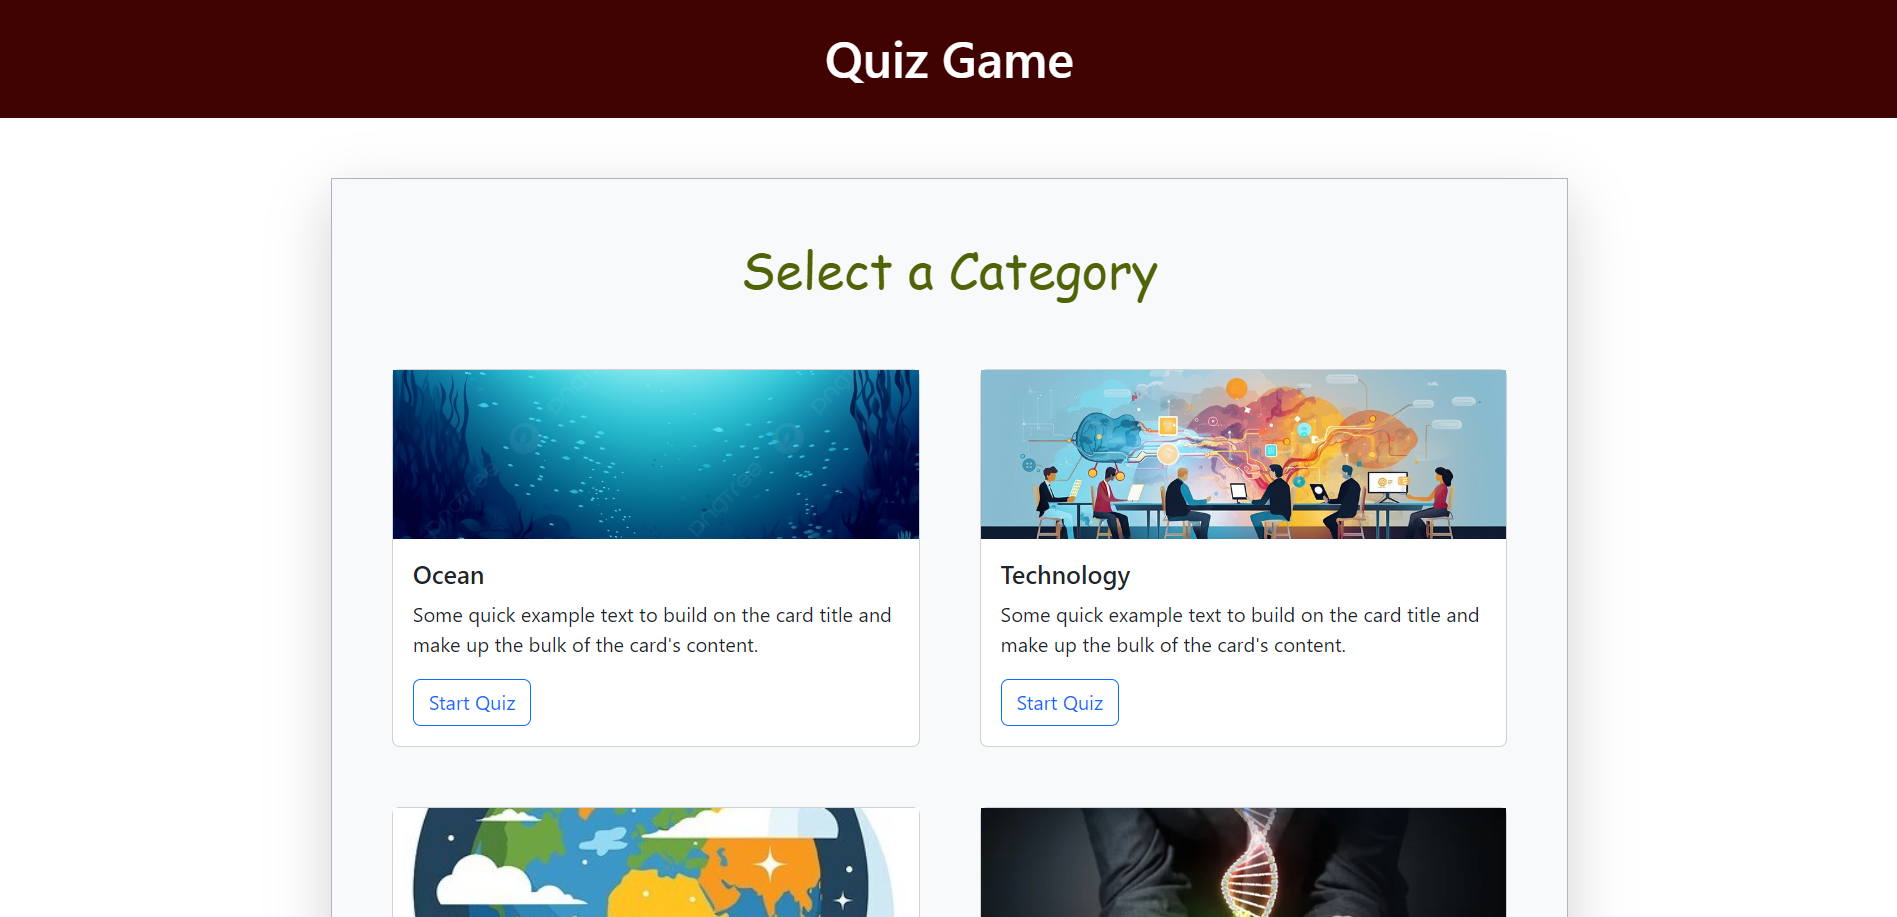 Quiz Game
Select a Category
Ocean
Some quick example text to build on the card title and
make up the bulk of the card's content.
Start Quiz
Technology
Some quick example text to build on the card title and
make up the bulk of the card's content.
Start Quiz